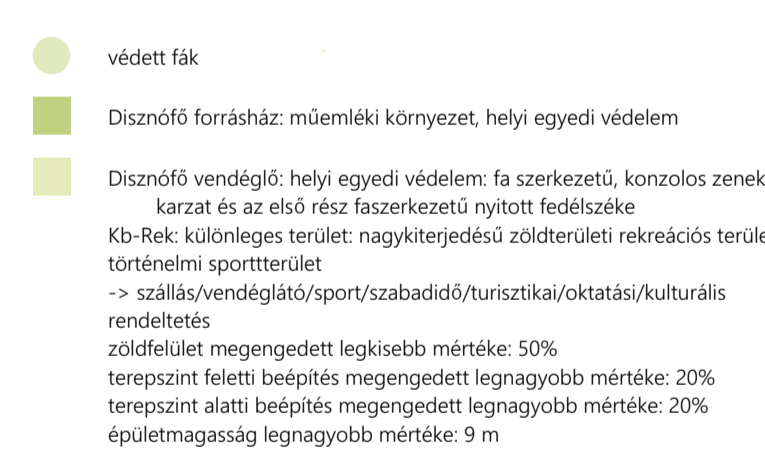 védett fák
Disznófő forrásház: műemléki környezet, helyi egyedi védelem
Disznófő vendéglő: helyi egyedi védelem: fa szerkezetű, konzolos zenek
karzat és az első rész faszerkezetű nyitott fedélszéke
Kb-Rek: különleges terület: nagykiterjedésű zöldterületi rekreációs terüle
történelmi sporttterület
-> szállás/vendéglátó/sport/szabadidő/turisztikai/oktatási/kulturális
rendeltetés
zöldfelület megengedett legkisebb mértéke: 50%
terepszint feletti beépítés megengedett legnagyobb mértéke: 20%
terepszint alatti beépítés megengedett legnagyobb mértéke: 20%
épületmagasság legnagyobb mértéke: 9 m